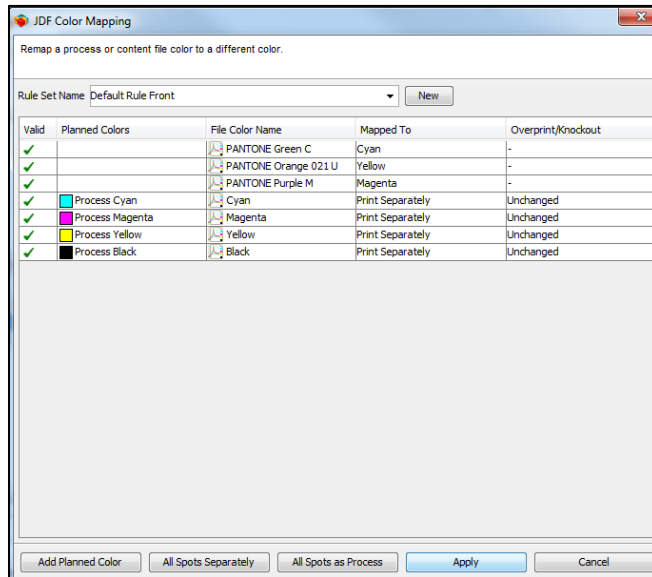 JDF Color Mapping
Remap a process or content file color to a different color.
Rule Set Name Default Rule Front New
Valid Planned Colors File Color Name Mapped To Overprint/Knockout
PANTONE Green C Cyan -
PANTONE Orange 021 U Yellow -
PANTONE Purple M Magenta -
Process Cyan Cyan Print Separately Unchanged
Process Magenta Magenta Print Separately Unchanged
Process Yellow Yellow Print Separately Unchanged
Process Black Black Print Separately Unchanged
Add Planned Color All Spots Separately All Spots as Process Apply Cancel